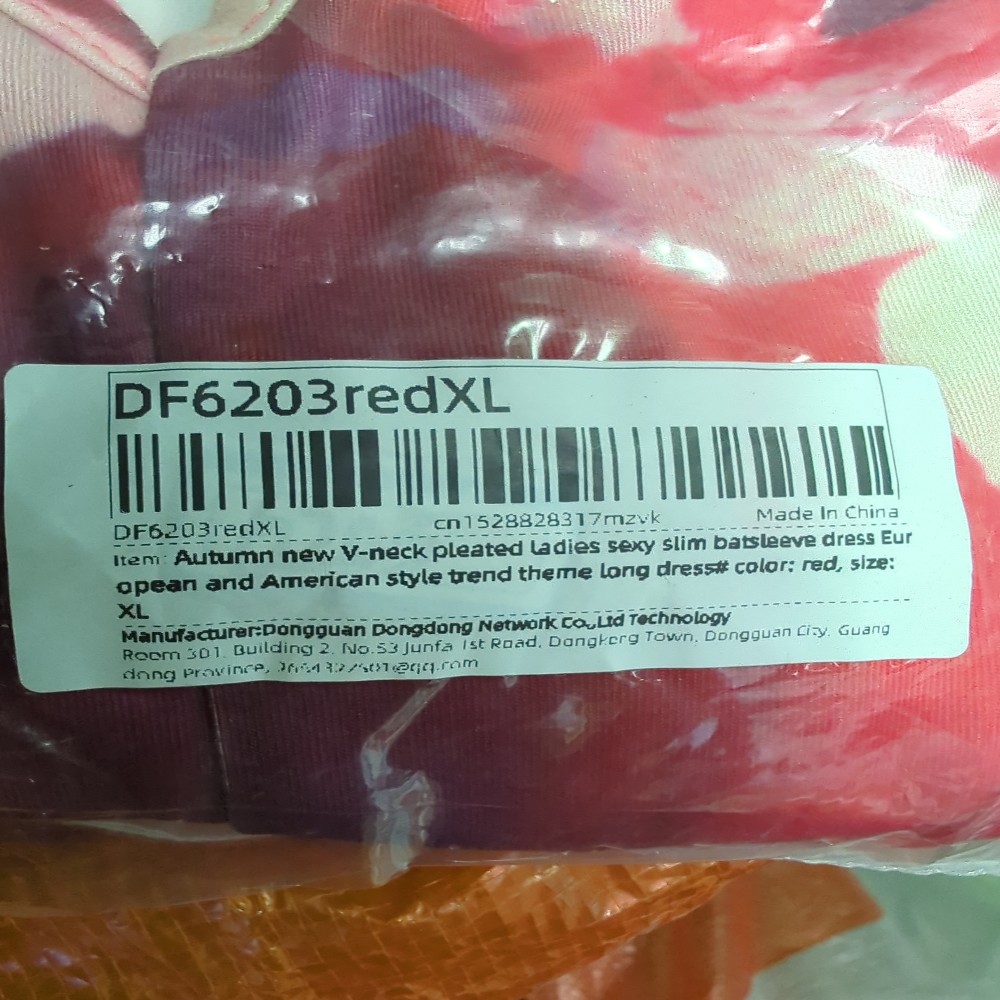 DF6203redXL
DF6203redXL cn1528828317mzvk Made In China
Item: Autumn new V-neck pleated ladies sexy slim batsleeve dress Eur
opean and American style trend theme long dress# color: red, size:
XL
Manufacturer:Dongguan Dongdong Network Co.,Ltd Technology
Room 301, Building 2, No.53 Junfa 1st Road, Dongkeng Town, Dongguan City, Guang
dong Province,